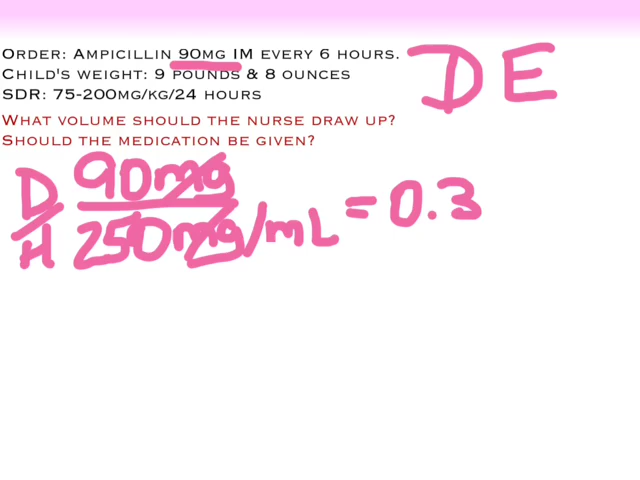 Order: Ampicillin 90mg IM every 6 hours.
Child's weight: 9 pounds & 8 ounces
SDR: 75-200mg/kg/24 hours
What volume should the nurse draw up?
Should the medication be given?
D E
D/H 90mg/250mg/mL = 0.3